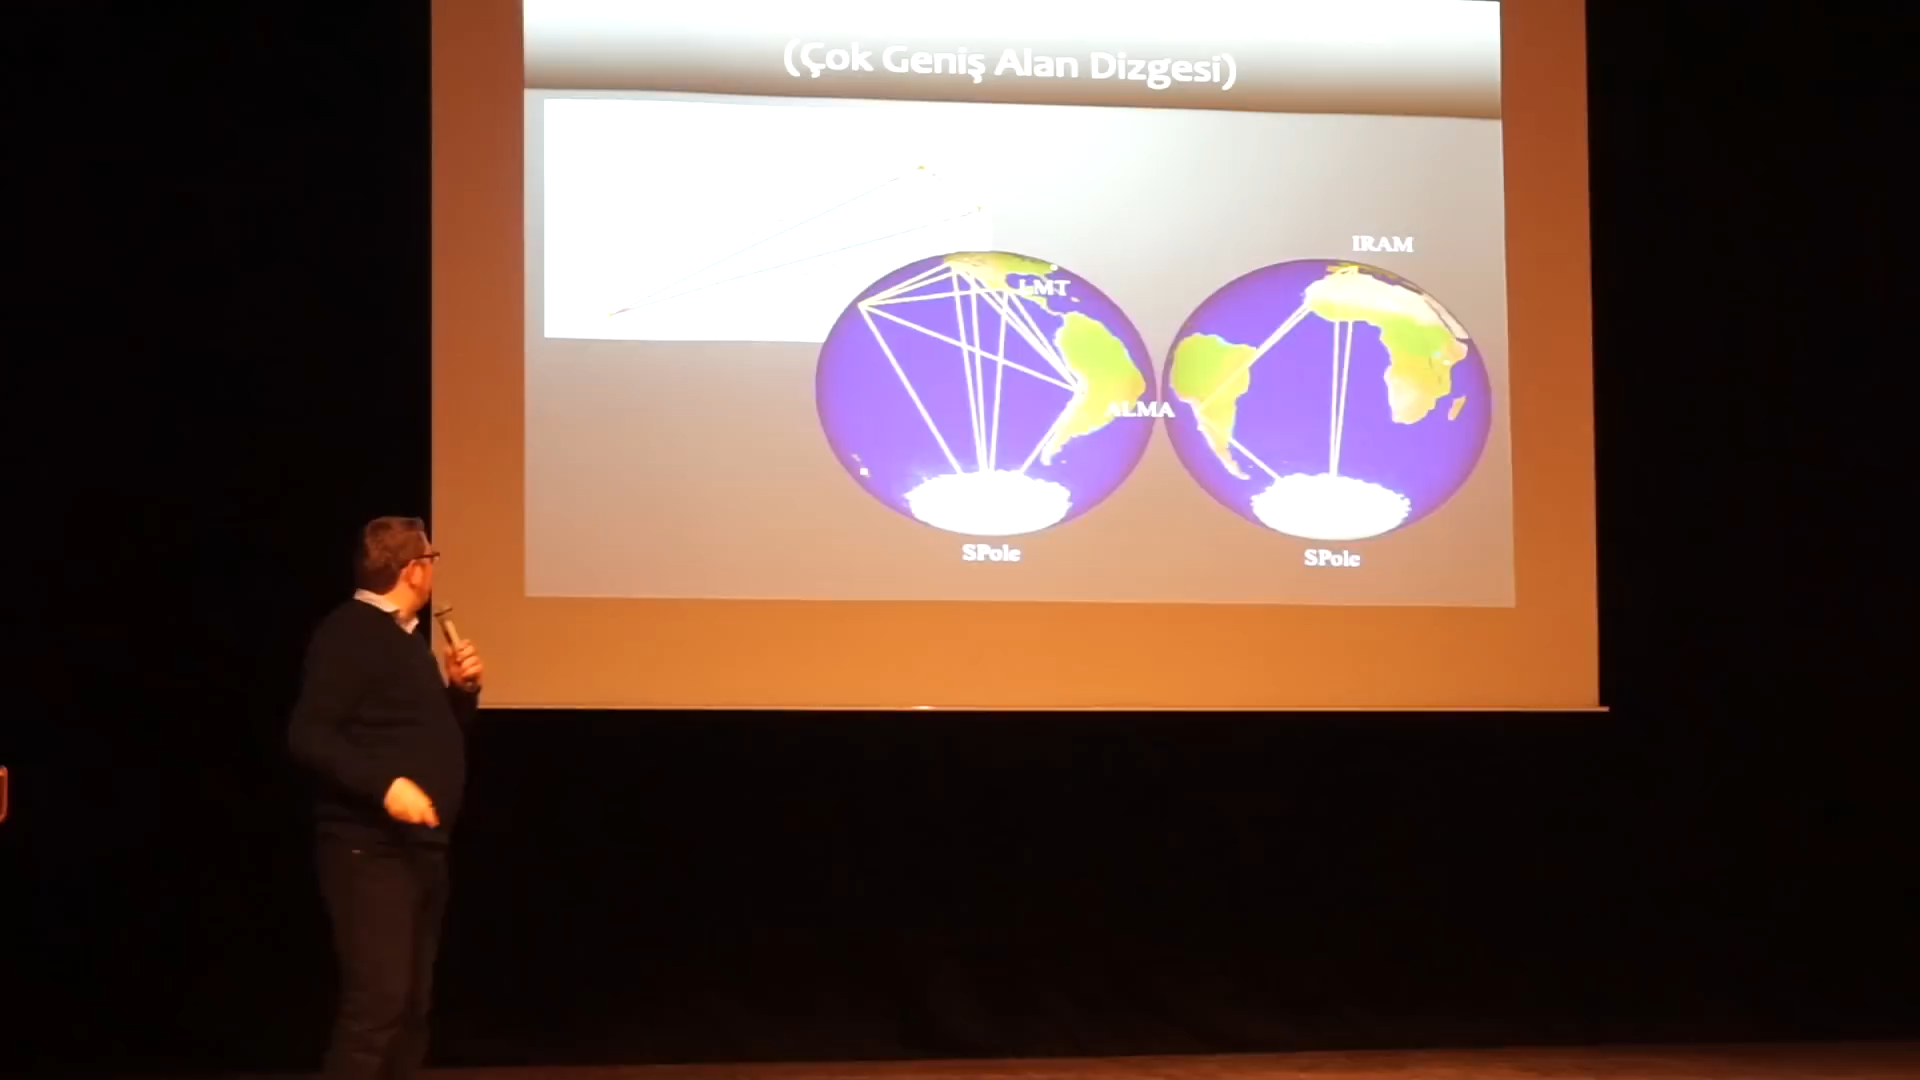 (Çok Geniş Alan Dizgesi)
IRAM
LMT
ALMA
SPole
SPole